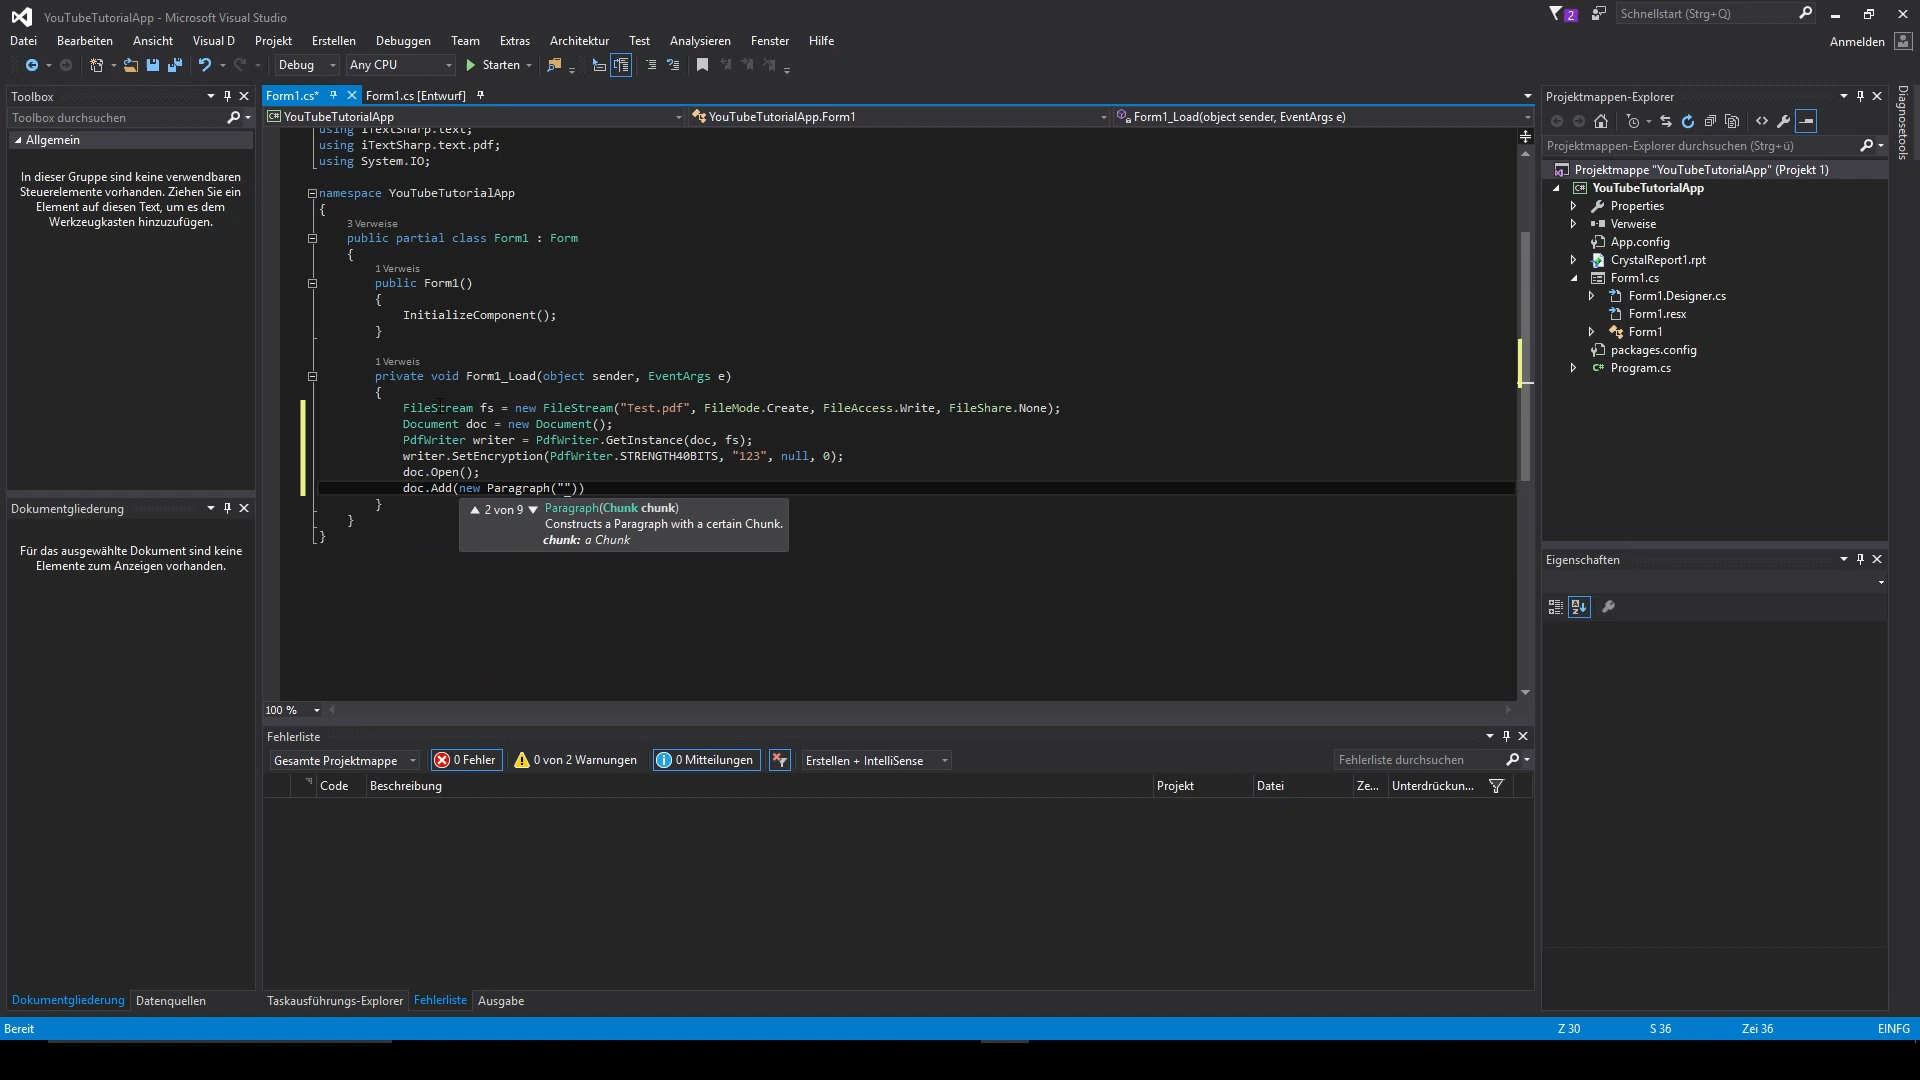 YouTubeTutorialApp - Microsoft Visual Studio
2
Schnellstart (Strg+Q)
Datei Bearbeiten Ansicht Visual D Projekt Erstellen Debuggen Team Extras Architektur Test Analysieren Fenster Hilfe
Anmelden
Debug Any CPU Starten
Toolbox
Toolbox durchsuchen
Allgemein
In dieser Gruppe sind keine verwendbaren
Steuerelemente vorhanden. Ziehen Sie ein
Element auf diesen Text, um es dem
Werkzeugkasten hinzuzufügen.
Dokumentgliederung
Für das ausgewählte Dokument sind keine
Elemente zum Anzeigen vorhanden.
Dokumentgliederung Datenquellen
Form1.cs* Form1.cs [Entwurf]
YouTubeTutorialApp YouTubeTutorialApp.Form1 Form1_Load(object sender, EventArgs e)
using iTextSharp.text;
using iTextSharp.text.pdf;
using System.IO;
namespace YouTubeTutorialApp
{
3 Verweise
public partial class Form1 : Form
{
1 Verweis
public Form1()
{
InitializeComponent();
}
1 Verweis
private void Form1_Load(object sender, EventArgs e)
{
FileStream fs = new FileStream("Test.pdf", FileMode.Create, FileAccess.Write, FileShare.None);
Document doc = new Document();
PdfWriter writer = PdfWriter.GetInstance(doc, fs);
writer.SetEncryption(PdfWriter.STRENGTH40BITS, "123", null, 0);
doc.Open();
doc.Add(new Paragraph(""))
}
}
}
▲ 2 von 9 ▼ Paragraph(Chunk chunk)
Constructs a Paragraph with a certain Chunk.
chunk: a Chunk
100 %
Fehlerliste
Gesamte Projektmappe 0 Fehler 0 von 2 Warnungen 0 Mitteilungen Erstellen + IntelliSense Fehlerliste durchsuchen
Code Beschreibung Projekt Datei Ze... Unterdrückun...
Taskausführungs-Explorer Fehlerliste Ausgabe
Projektmappen-Explorer
Projektmappen-Explorer durchsuchen (Strg+ü)
Projektmappe "YouTubeTutorialApp" (Projekt 1)
YouTubeTutorialApp
Properties
Verweise
App.config
CrystalReport1.rpt
Form1.cs
Form1.Designer.cs
Form1.resx
Form1
packages.config
Program.cs
Eigenschaften
Diagnosetools
Bereit Z 30 S 36 Zei 36 EINFG